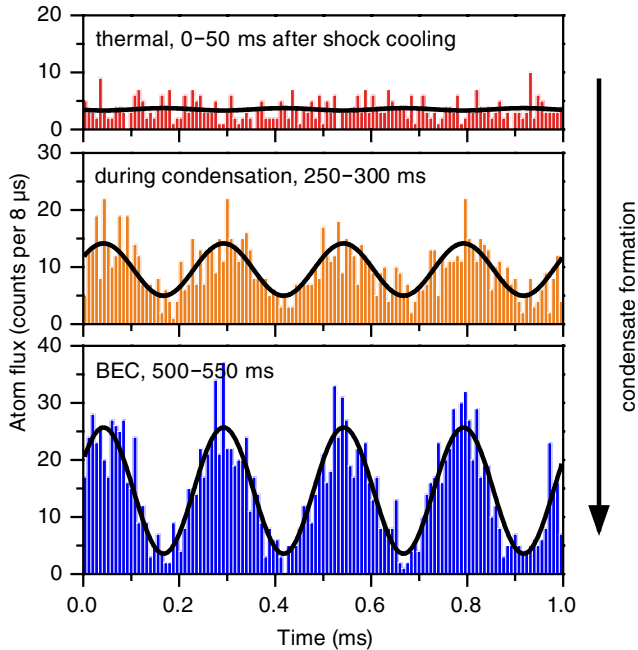 20
thermal, 0–50 ms after shock cooling
10
0
30
during condensation, 250–300 ms
20
10
0
40
BEC, 500–550 ms
30
20
10
0
0.0 0.2 0.4 0.6 0.8 1.0
Time (ms)
Atom flux (counts per 8 μs)
condensate formation